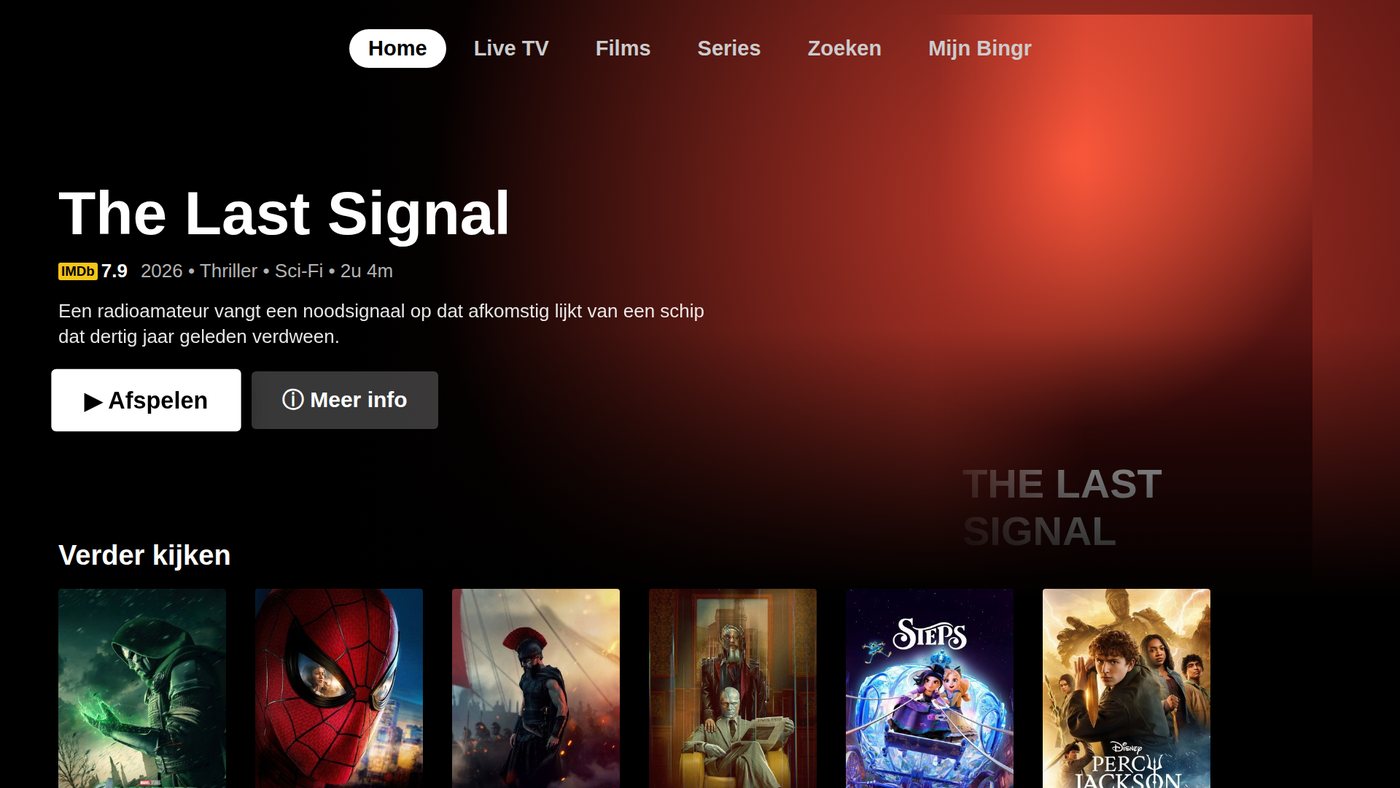 Home Live TV Films Series Zoeken Mijn Bingr
The Last Signal
IMDb 7.9 2026 • Thriller • Sci-Fi • 2u 4m
Een radioamateur vangt een noodsignaal op dat afkomstig lijkt van een schip
dat dertig jaar geleden verdween.
▶ Afspelen ⓘ Meer info
THE LAST
SIGNAL
Verder kijken
STEPS
DISNEY
PERCY
JACKSON